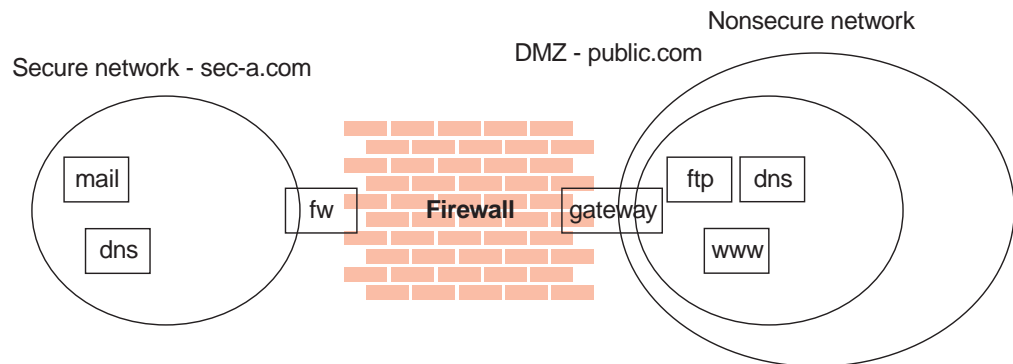 Nonsecure network
DMZ - public.com
Secure network - sec-a.com
mail
ftp
dns
fw
Firewall
gateway
dns
www